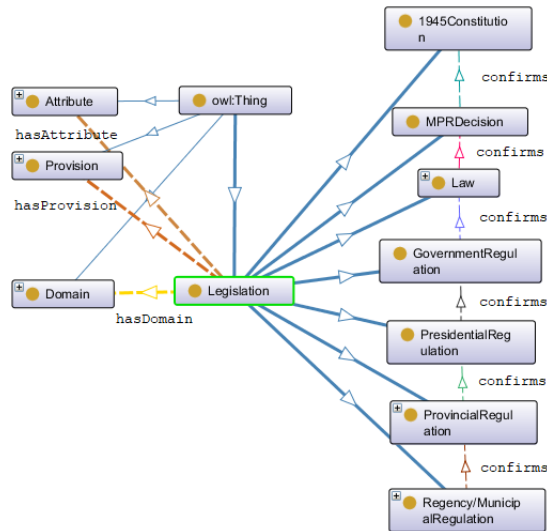 1945Constitutio
n
confirms
Attribute
owl:Thing
hasAttribute
MPRDecision
confirms
Provision
Law
hasProvision
confirms
GovernmentRegul
ation
Domain
Legislation
confirms
hasDomain
PresidentialReg
ulation
confirms
ProvincialRegul
ation
confirms
Regency/Municip
alRegulation